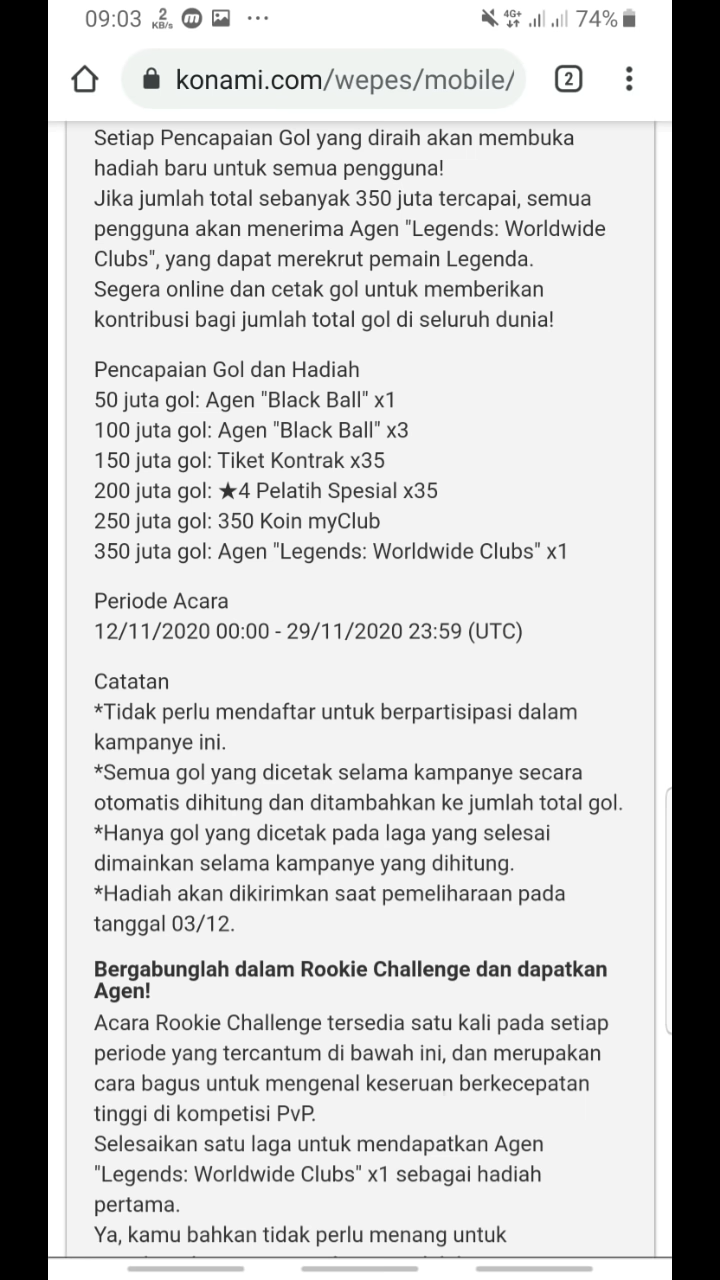 09:03 2 KB/s m ... 4G+ 74%
konami.com/wepes/mobile/ 2
Setiap Pencapaian Gol yang diraih akan membuka
hadiah baru untuk semua pengguna!
Jika jumlah total sebanyak 350 juta tercapai, semua
pengguna akan menerima Agen "Legends: Worldwide
Clubs", yang dapat merekrut pemain Legenda.
Segera online dan cetak gol untuk memberikan
kontribusi bagi jumlah total gol di seluruh dunia!
Pencapaian Gol dan Hadiah
50 juta gol: Agen "Black Ball" x1
100 juta gol: Agen "Black Ball" x3
150 juta gol: Tiket Kontrak x35
200 juta gol: ★4 Pelatih Spesial x35
250 juta gol: 350 Koin myClub
350 juta gol: Agen "Legends: Worldwide Clubs" x1
Periode Acara
12/11/2020 00:00 - 29/11/2020 23:59 (UTC)
Catatan
*Tidak perlu mendaftar untuk berpartisipasi dalam
kampanye ini.
*Semua gol yang dicetak selama kampanye secara
otomatis dihitung dan ditambahkan ke jumlah total gol.
*Hanya gol yang dicetak pada laga yang selesai
dimainkan selama kampanye yang dihitung.
*Hadiah akan dikirimkan saat pemeliharaan pada
tanggal 03/12.
Bergabunglah dalam Rookie Challenge dan dapatkan
Agen!
Acara Rookie Challenge tersedia satu kali pada setiap
periode yang tercantum di bawah ini, dan merupakan
cara bagus untuk mengenal keseruan berkecepatan
tinggi di kompetisi PvP.
Selesaikan satu laga untuk mendapatkan Agen
"Legends: Worldwide Clubs" x1 sebagai hadiah
pertama.
Ya, kamu bahkan tidak perlu menang untuk